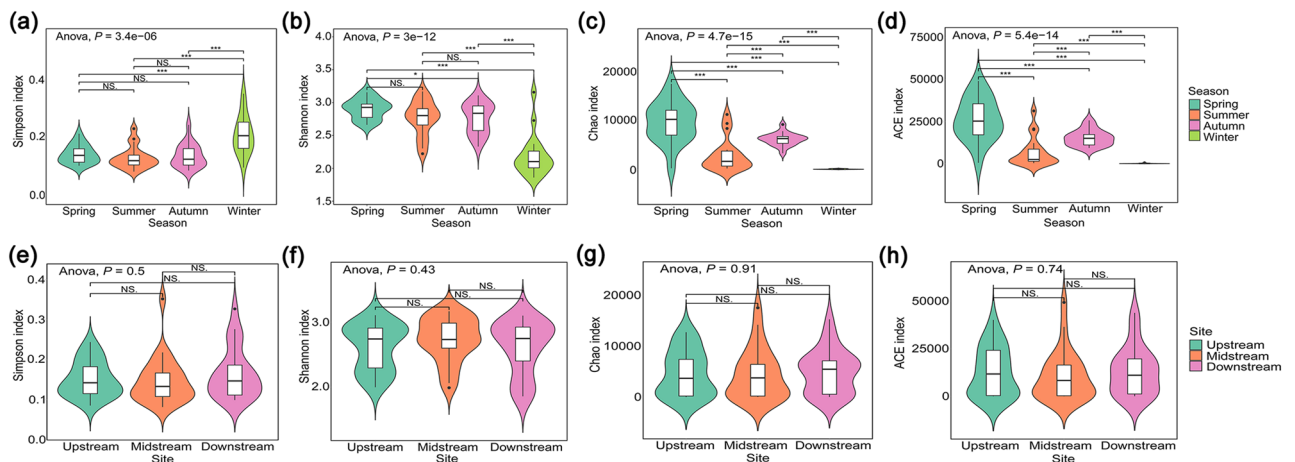 (a)
Anova, P = 3.4e−06
***
***
NS.
***
NS.
NS.
Simpson index
0.4
0.2
0.0
Spring Summer Autumn Winter
Season
(b)
Anova, P = 3e−12
***
***
NS.
***
*
NS.
Shannon index
4.0
3.5
3.0
2.5
2.0
1.5
Spring Summer Autumn Winter
Season
(c)
Anova, P = 4.7e−15
***
***
***
***
***
***
Chao index
20000
10000
0
Spring Summer Autumn Winter
Season
(d)
Anova, P = 5.4e−14
***
***
***
***
***
***
ACE index
75000
50000
25000
0
Spring Summer Autumn Winter
Season
Season
Spring
Summer
Autumn
Winter
(e)
Anova, P = 0.5
NS.
NS.
NS.
Simpson index
0.4
0.3
0.2
0.1
0.0
Upstream Midstream Downstream
Site
(f)
Anova, P = 0.43
NS.
NS.
NS.
Shannon index
3.0
2.0
Upstream Midstream Downstream
Site
(g)
Anova, P = 0.91
NS.
NS.
NS.
Chao index
20000
10000
0
Upstream Midstream Downstream
Site
(h)
Anova, P = 0.74
NS.
NS.
NS.
ACE index
50000
25000
0
Upstream Midstream Downstream
Site
Site
Upstream
Midstream
Downstream